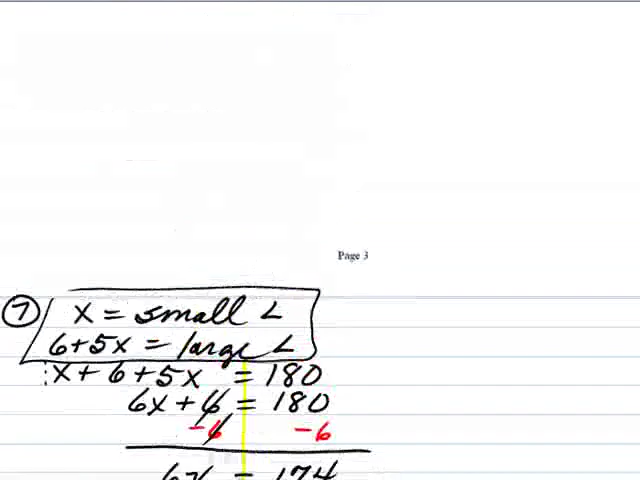 Page 3
7 x = small ∠
6+5x = large ∠
x + 6 + 5x = 180
6x + 6 = 180
-6 -6
6x = 174